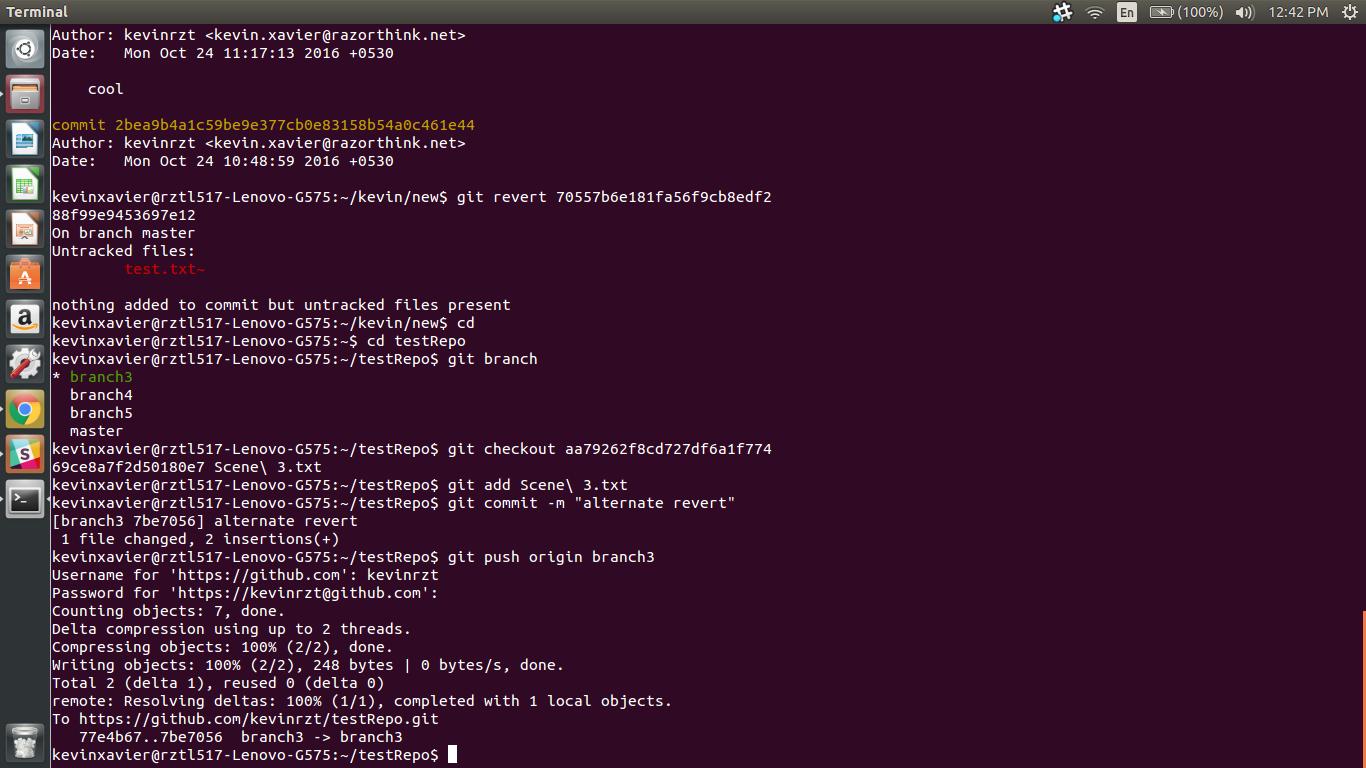 Terminal
En
(100%)
12:42 PM
Author: kevinrzt <kevin.xavier@razorthink.net>
Date:   Mon Oct 24 11:17:13 2016 +0530
    cool
commit 2bea9b4a1c59be9e377cb0e83158b54a0c461e44
Author: kevinrzt <kevin.xavier@razorthink.net>
Date:   Mon Oct 24 10:48:59 2016 +0530
kevinxavier@rztl517-Lenovo-G575:~/kevin/new$ git revert 70557b6e181fa56f9cb8edf2
88f99e9453697e12
On branch master
Untracked files:
        test.txt~
nothing added to commit but untracked files present
kevinxavier@rztl517-Lenovo-G575:~/kevin/new$ cd
kevinxavier@rztl517-Lenovo-G575:~$ cd testRepo
kevinxavier@rztl517-Lenovo-G575:~/testRepo$ git branch
* branch3
  branch4
  branch5
  master
kevinxavier@rztl517-Lenovo-G575:~/testRepo$ git checkout aa79262f8cd727df6a1f774
69ce8a7f2d50180e7 Scene\ 3.txt
kevinxavier@rztl517-Lenovo-G575:~/testRepo$ git add Scene\ 3.txt
kevinxavier@rztl517-Lenovo-G575:~/testRepo$ git commit -m "alternate revert"
[branch3 7be7056] alternate revert
 1 file changed, 2 insertions(+)
kevinxavier@rztl517-Lenovo-G575:~/testRepo$ git push origin branch3
Username for 'https://github.com': kevinrzt
Password for 'https://kevinrzt@github.com':
Counting objects: 7, done.
Delta compression using up to 2 threads.
Compressing objects: 100% (2/2), done.
Writing objects: 100% (2/2), 248 bytes | 0 bytes/s, done.
Total 2 (delta 1), reused 0 (delta 0)
remote: Resolving deltas: 100% (1/1), completed with 1 local objects.
To https://github.com/kevinrzt/testRepo.git
   77e4b67..7be7056  branch3 -> branch3
kevinxavier@rztl517-Lenovo-G575:~/testRepo$